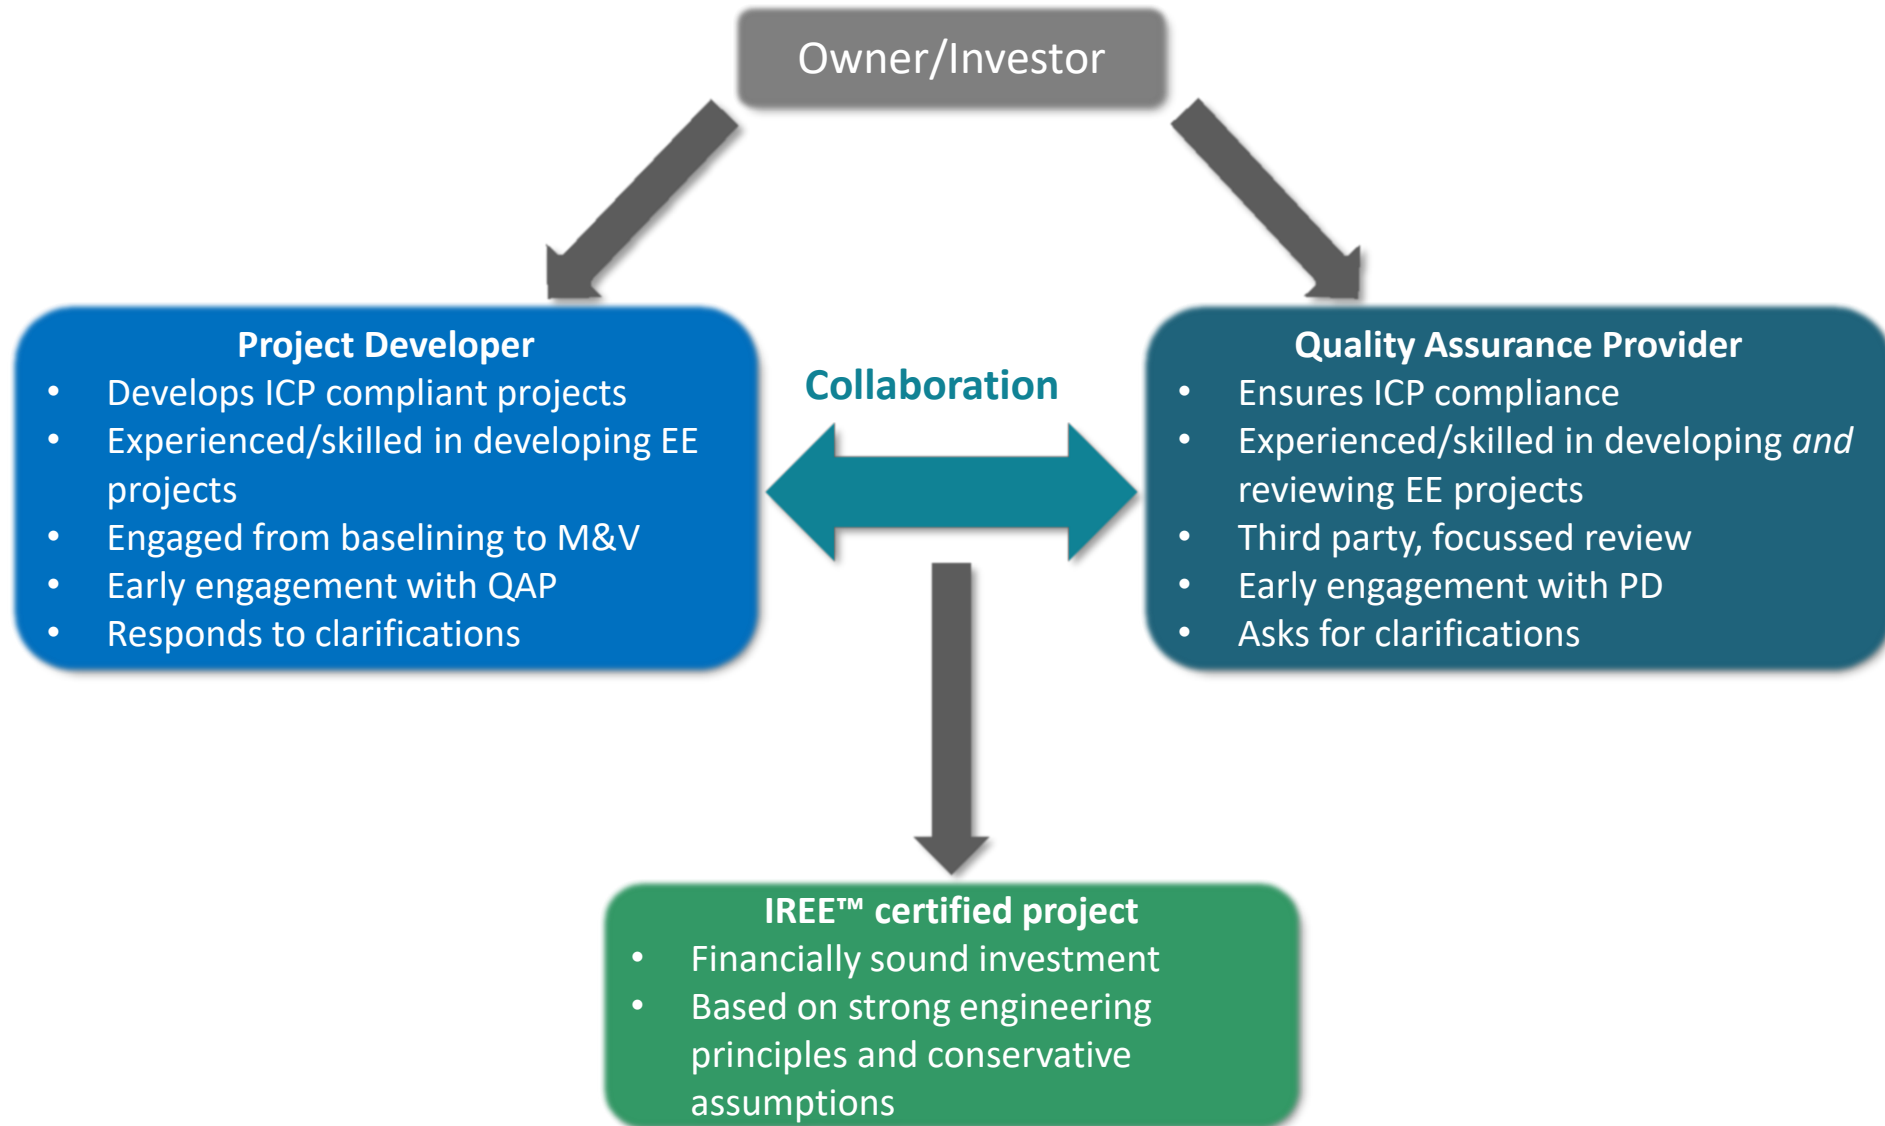 Owner/Investor
Project Developer
• Develops ICP compliant projects
• Experienced/skilled in developing EE
projects
• Engaged from baselining to M&V
• Early engagement with QAP
• Responds to clarifications
Collaboration
Quality Assurance Provider
• Ensures ICP compliance
• Experienced/skilled in developing and
reviewing EE projects
• Third party, focussed review
• Early engagement with PD
• Asks for clarifications
IREE™ certified project
• Financially sound investment
• Based on strong engineering
principles and conservative
assumptions